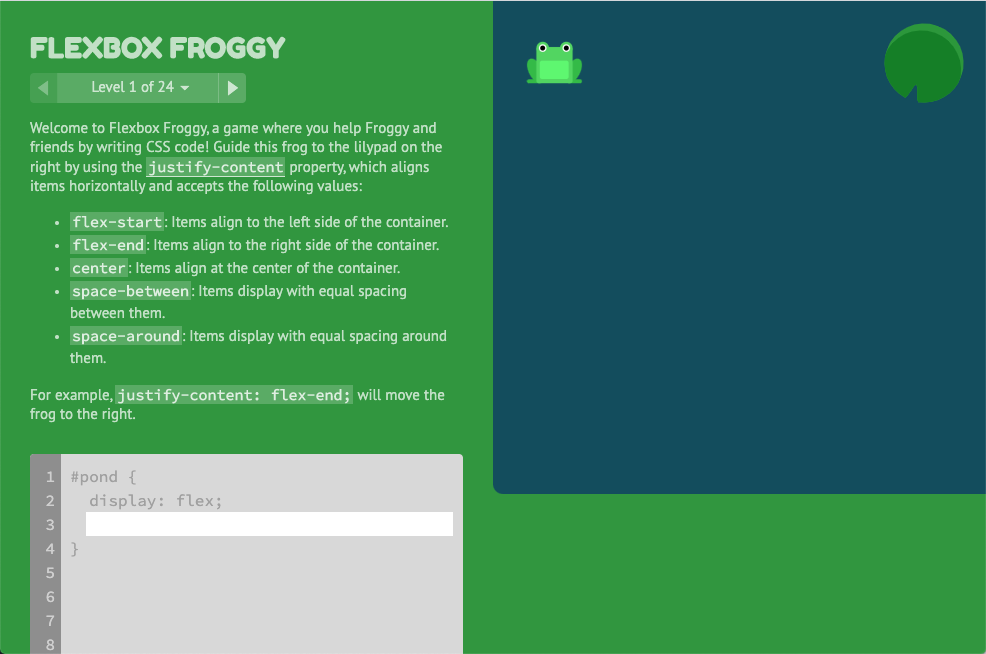 FLEXBOX FROGGY
Level 1 of 24
Welcome to Flexbox Froggy, a game where you help Froggy and
friends by writing CSS code! Guide this frog to the lilypad on the
right by using the justify-content property, which aligns
items horizontally and accepts the following values:
• flex-start: Items align to the left side of the container.
• flex-end: Items align to the right side of the container.
• center: Items align at the center of the container.
• space-between: Items display with equal spacing
between them.
• space-around: Items display with equal spacing around
them.
For example, justify-content: flex-end; will move the
frog to the right.
1 #pond {
2 display: flex;
3
4 }
5
6
7
8